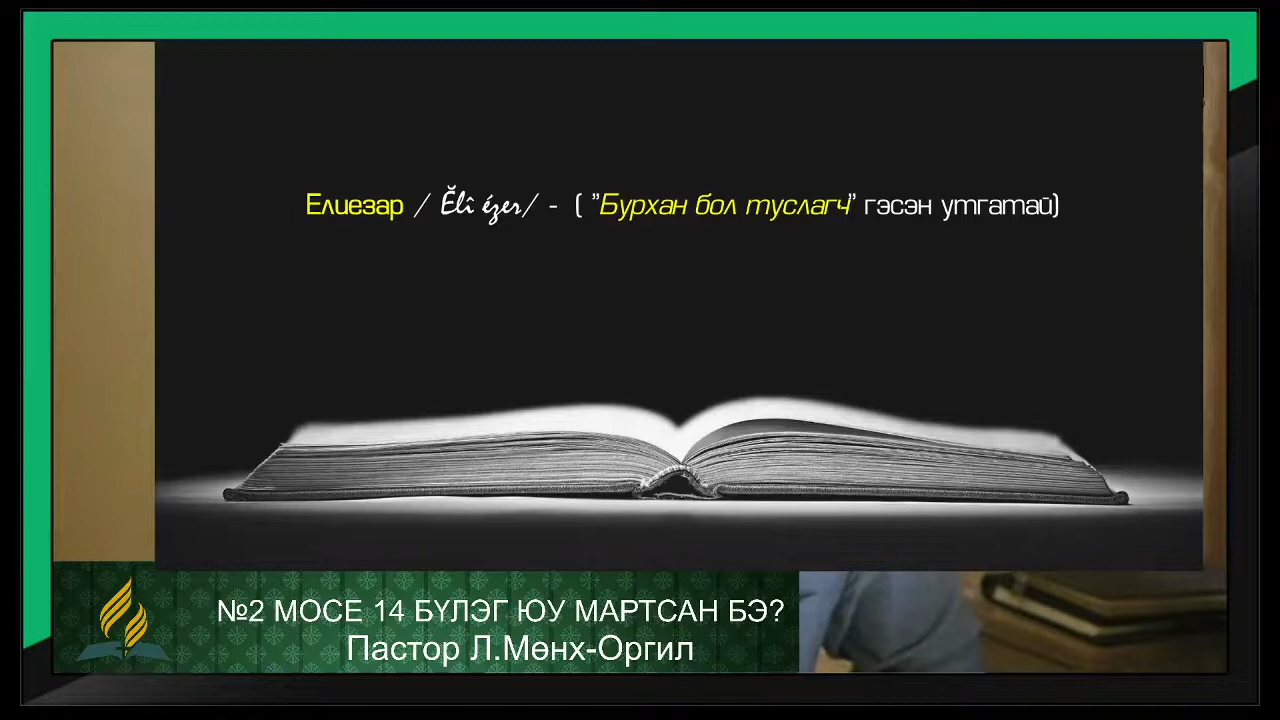 Елиезар / Ĕlî ézer/ - ( "Бурхан бол туслагч" гэсэн утгатай)
№2 МОСЕ 14 БҮЛЭГ ЮУ МАРТСАН БЭ?
Пастор Л.Мөнх-Оргил